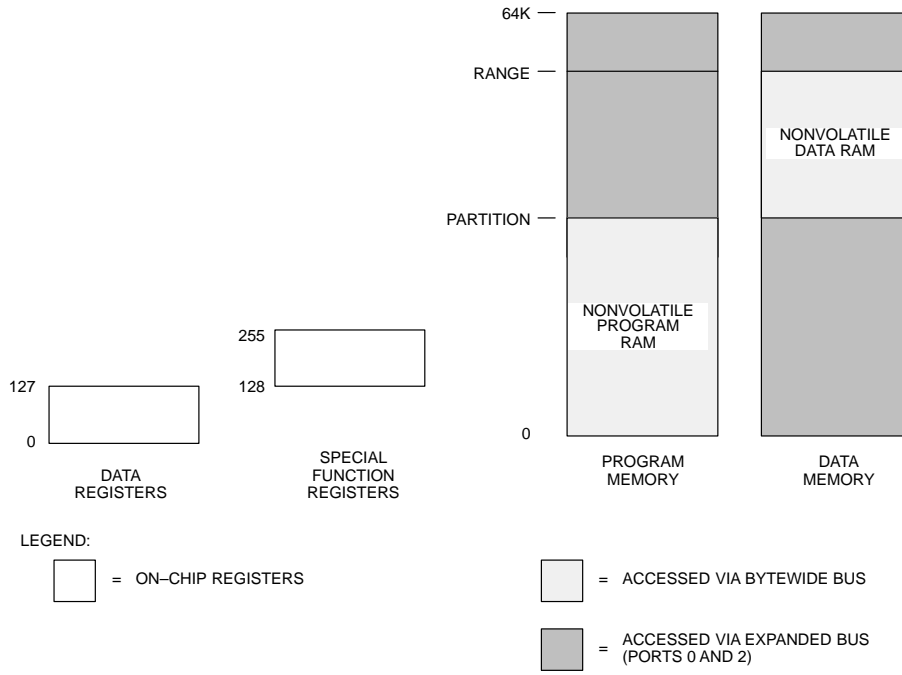 64K
RANGE
NONVOLATILE
DATA RAM
PARTITION
NONVOLATILE
PROGRAM
RAM
255
128
127
0
0
DATA
REGISTERS
SPECIAL
FUNCTION
REGISTERS
PROGRAM
MEMORY
DATA
MEMORY
LEGEND:
= ON–CHIP REGISTERS
= ACCESSED VIA BYTEWIDE BUS
= ACCESSED VIA EXPANDED BUS
(PORTS 0 AND 2)